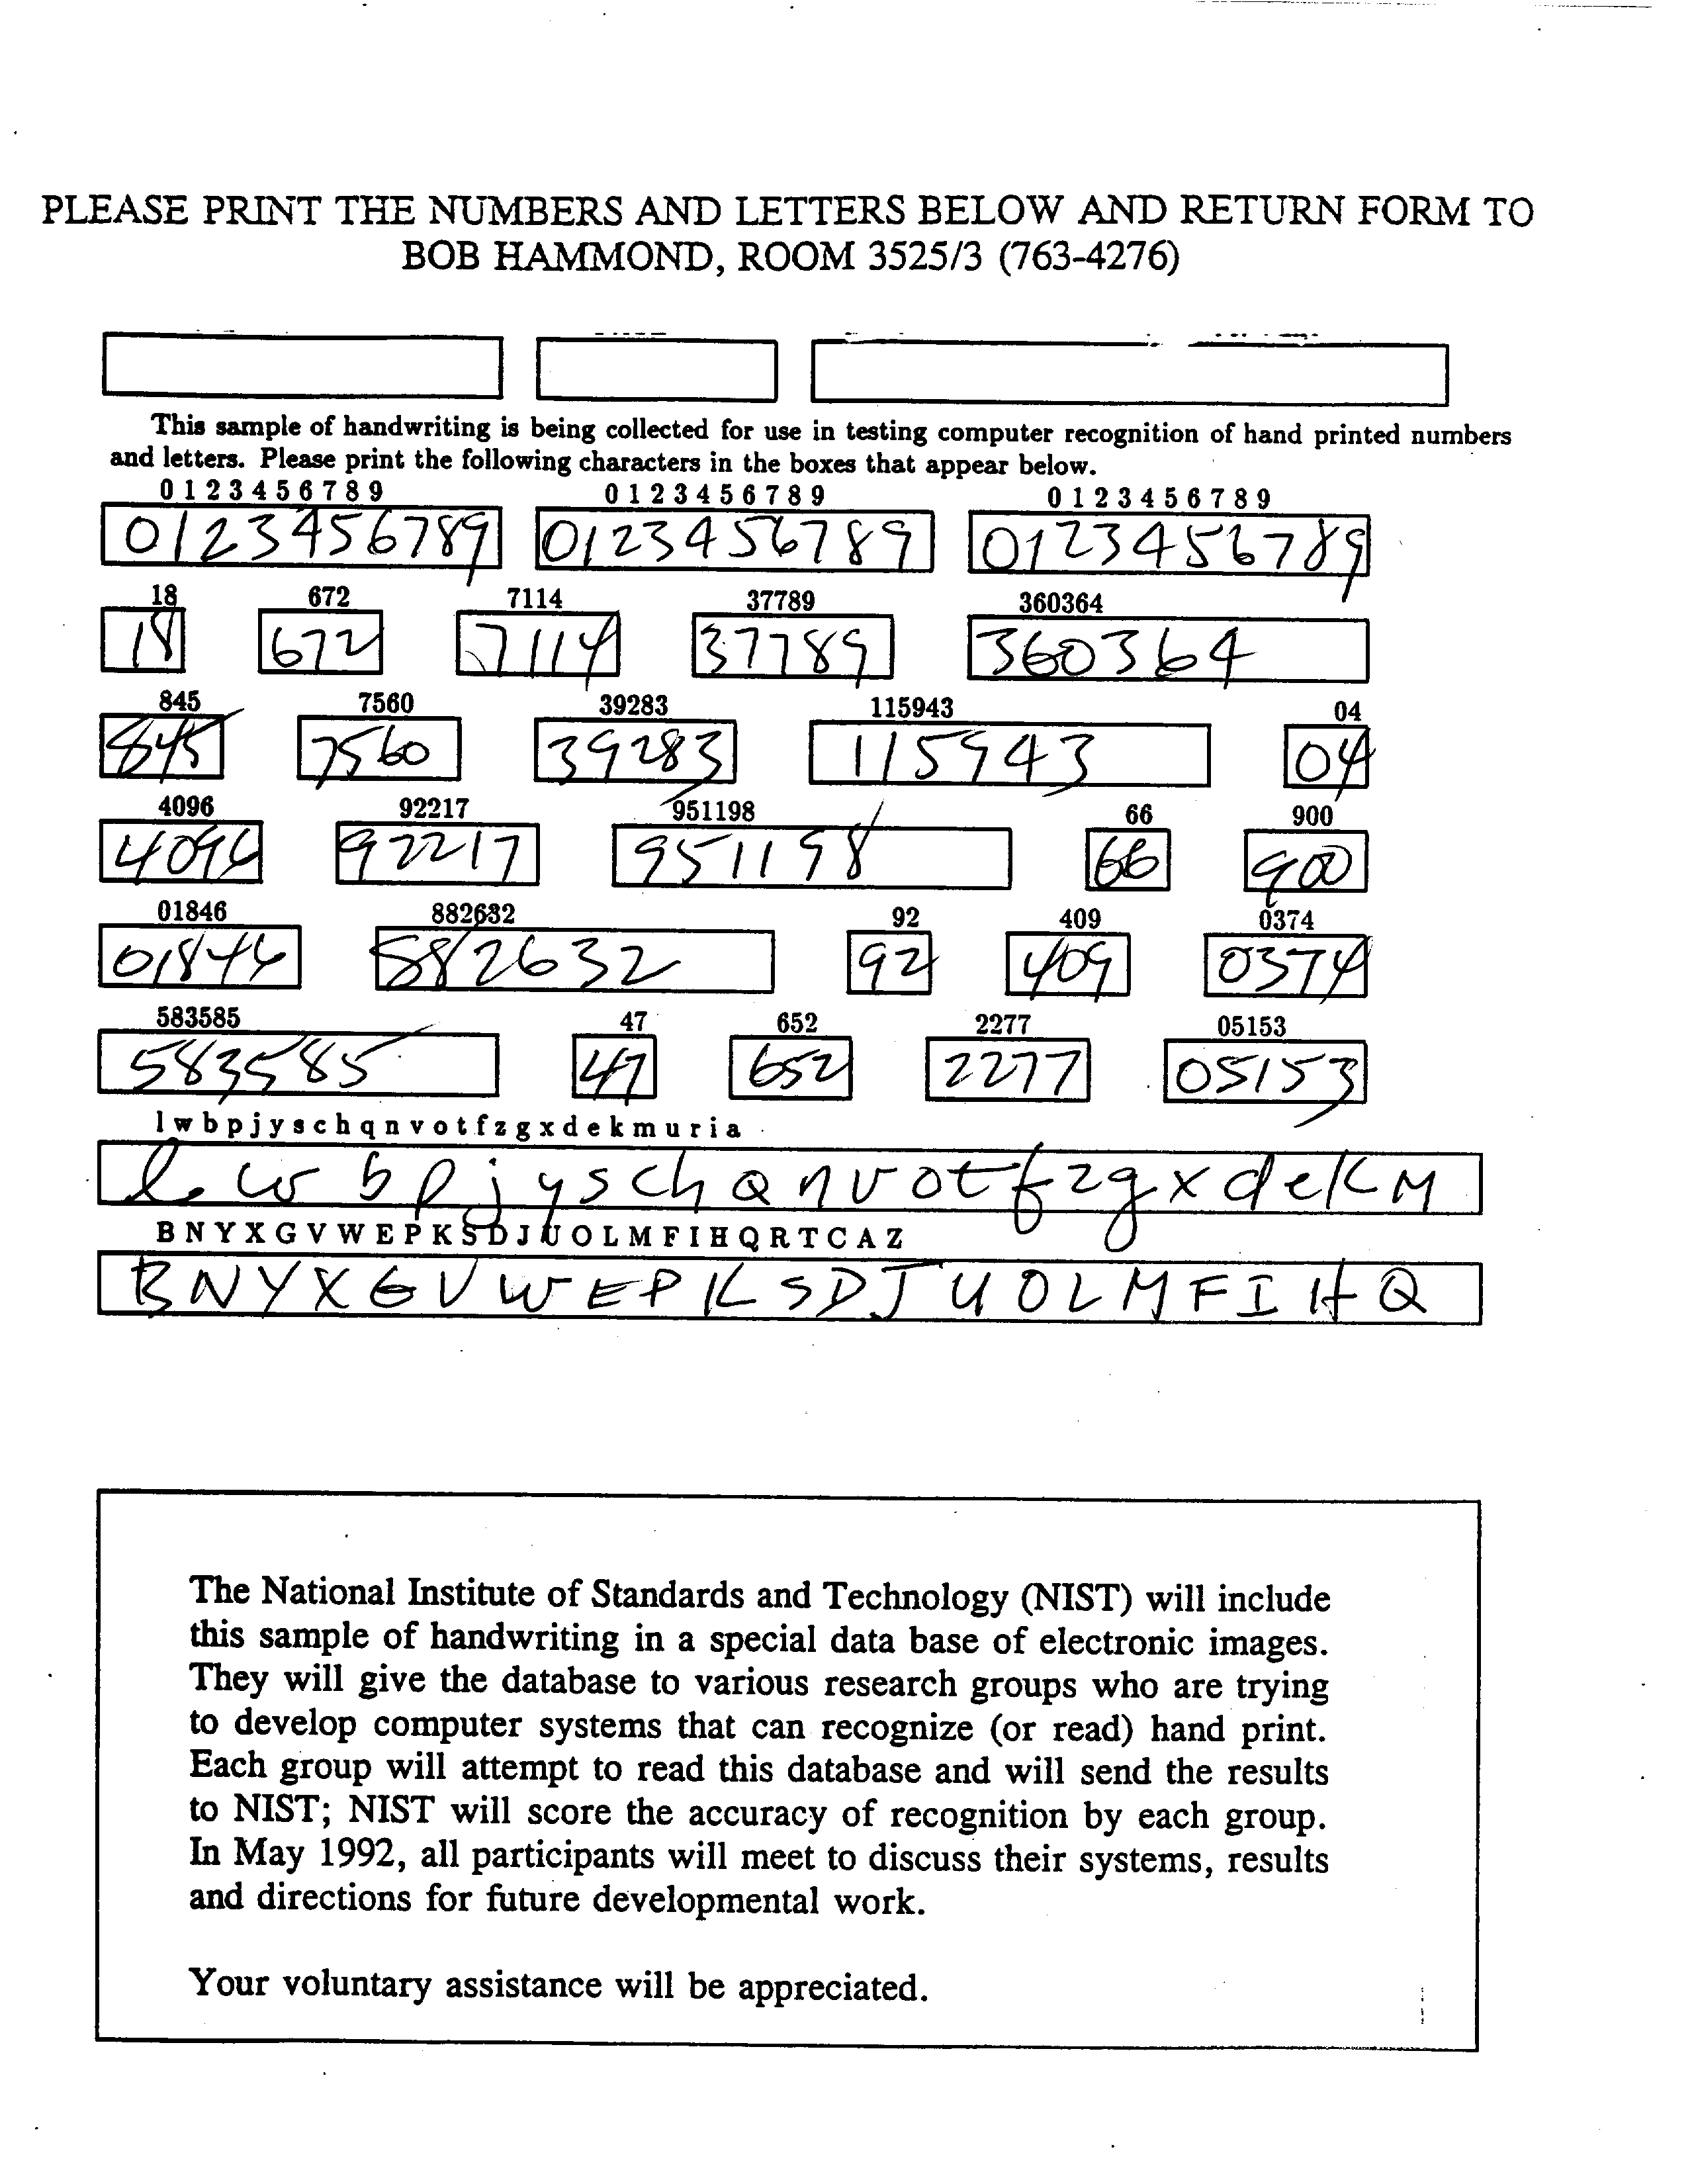 PLEASE PRINT THE NUMBERS AND LETTERS BELOW AND RETURN FORM TO
BOB HAMMOND, ROOM 3525/3 (763-4276)
This sample of handwriting is being collected for use in testing computer recognition of hand printed numbers
and letters. Please print the following characters in the boxes that appear below.
0 1 2 3 4 5 6 7 8 9 0 1 2 3 4 5 6 7 8 9 0 1 2 3 4 5 6 7 8 9
0123456789 0123456789 0123456789
18 672 7114 37789 360364
18 672 7114 37789 360364
845 7560 39283 115943 04
845 7560 39283 115943 04
4096 92217 951198 66 900
4096 92217 951198 66 900
01846 882632 92 409 0374
01846 882632 92 409 0374
583585 47 652 2277 05153
583585 47 652 2277 05153
l w b p j y s c h q n v o t f z g x d e k m u r i a
l w b p j y s c h Q n v o t f z g x d e k M
B N Y X G V W E P K S D J U O L M F I H Q R T C A Z
B N Y X G V W E P K S D J U O L M F I H Q
The National Institute of Standards and Technology (NIST) will include
this sample of handwriting in a special data base of electronic images.
They will give the database to various research groups who are trying
to develop computer systems that can recognize (or read) hand print.
Each group will attempt to read this database and will send the results
to NIST; NIST will score the accuracy of recognition by each group.
In May 1992, all participants will meet to discuss their systems, results
and directions for future developmental work.
Your voluntary assistance will be appreciated.